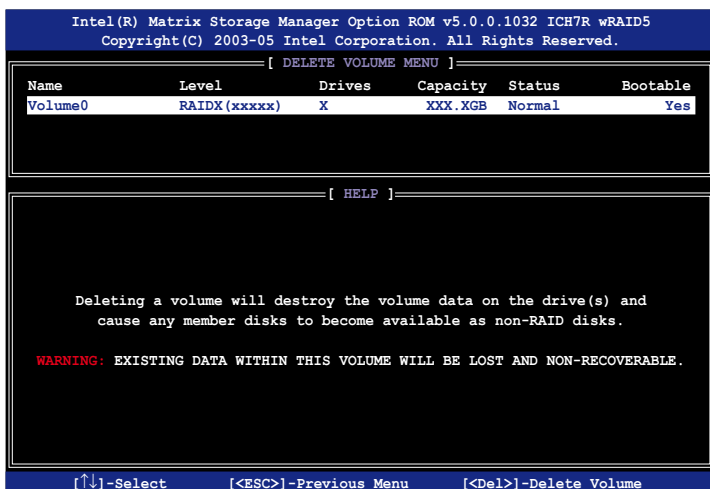 Intel(R) Matrix Storage Manager Option ROM v5.0.0.1032 ICH7R wRAID5
Copyright(C) 2003-05 Intel Corporation. All Rights Reserved.
[ DELETE VOLUME MENU ]
Name Level Drives Capacity Status Bootable
Volume0 RAIDX(xxxxx) X XXX.XGB Normal Yes
[ HELP ]
Deleting a volume will destroy the volume data on the drive(s) and
cause any member disks to become available as non-RAID disks.
WARNING: EXISTING DATA WITHIN THIS VOLUME WILL BE LOST AND NON-RECOVERABLE.
[↑↓]-Select [<ESC>]-Previous Menu [<Del>]-Delete Volume